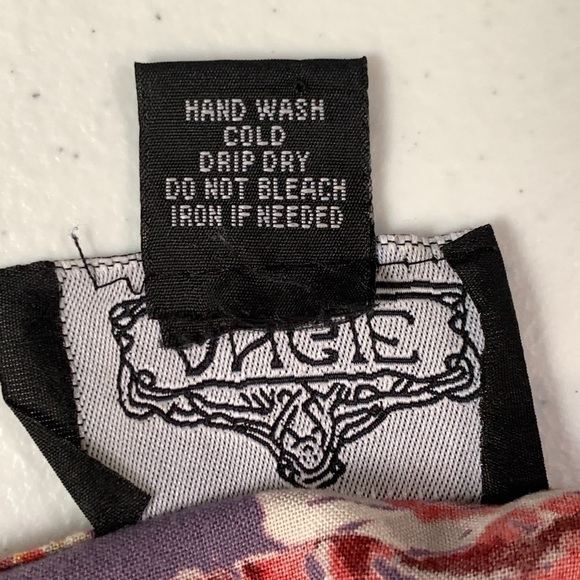 HAND WASH
COLD
DRIP DRY
DO NOT BLEACH
IRON IF NEEDED